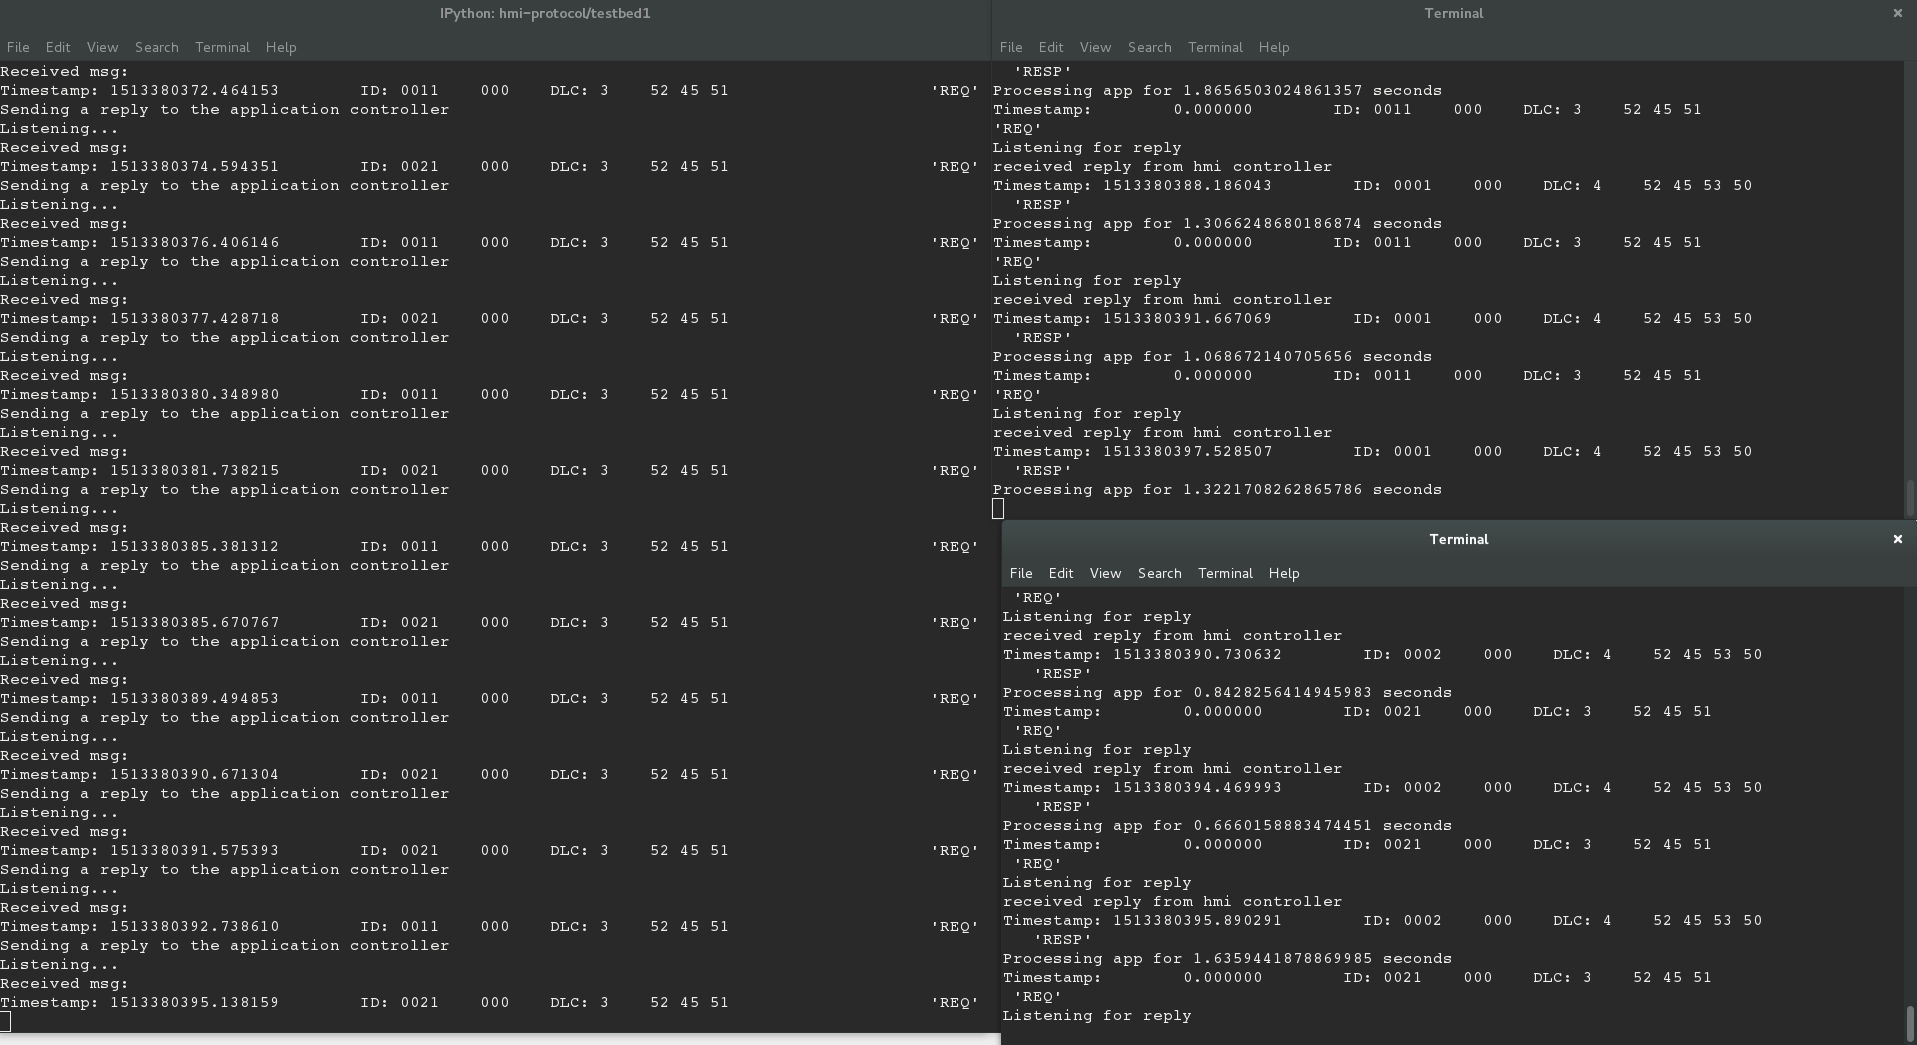 IPython: hmi-protocol/testbed1
File Edit View Search Terminal Help
Received msg:
Timestamp: 1513380372.464153 ID: 0011 000 DLC: 3 52 45 51 'REQ'
Sending a reply to the application controller
Listening...
Received msg:
Timestamp: 1513380374.594351 ID: 0021 000 DLC: 3 52 45 51 'REQ'
Sending a reply to the application controller
Listening...
Received msg:
Timestamp: 1513380376.406146 ID: 0011 000 DLC: 3 52 45 51 'REQ'
Sending a reply to the application controller
Listening...
Received msg:
Timestamp: 1513380377.428718 ID: 0021 000 DLC: 3 52 45 51 'REQ'
Sending a reply to the application controller
Listening...
Received msg:
Timestamp: 1513380380.348980 ID: 0011 000 DLC: 3 52 45 51 'REQ'
Sending a reply to the application controller
Listening...
Received msg:
Timestamp: 1513380381.738215 ID: 0021 000 DLC: 3 52 45 51 'REQ'
Sending a reply to the application controller
Listening...
Received msg:
Timestamp: 1513380385.381312 ID: 0011 000 DLC: 3 52 45 51 'REQ'
Sending a reply to the application controller
Listening...
Received msg:
Timestamp: 1513380385.670767 ID: 0021 000 DLC: 3 52 45 51 'REQ'
Sending a reply to the application controller
Listening...
Received msg:
Timestamp: 1513380389.494853 ID: 0011 000 DLC: 3 52 45 51 'REQ'
Sending a reply to the application controller
Listening...
Received msg:
Timestamp: 1513380390.671304 ID: 0021 000 DLC: 3 52 45 51 'REQ'
Sending a reply to the application controller
Listening...
Received msg:
Timestamp: 1513380391.575393 ID: 0021 000 DLC: 3 52 45 51 'REQ'
Sending a reply to the application controller
Listening...
Received msg:
Timestamp: 1513380392.738610 ID: 0011 000 DLC: 3 52 45 51 'REQ'
Sending a reply to the application controller
Listening...
Received msg:
Timestamp: 1513380395.138159 ID: 0021 000 DLC: 3 52 45 51 'REQ'
Terminal ×
File Edit View Search Terminal Help
'RESP'
Processing app for 1.8656503024861357 seconds
Timestamp: 0.000000 ID: 0011 000 DLC: 3 52 45 51
'REQ'
Listening for reply
received reply from hmi controller
Timestamp: 1513380388.186043 ID: 0001 000 DLC: 4 52 45 53 50
'RESP'
Processing app for 1.3066248680186874 seconds
Timestamp: 0.000000 ID: 0011 000 DLC: 3 52 45 51
'REQ'
Listening for reply
received reply from hmi controller
Timestamp: 1513380391.667069 ID: 0001 000 DLC: 4 52 45 53 50
'RESP'
Processing app for 1.068672140705656 seconds
Timestamp: 0.000000 ID: 0011 000 DLC: 3 52 45 51
'REQ'
Listening for reply
received reply from hmi controller
Timestamp: 1513380397.528507 ID: 0001 000 DLC: 4 52 45 53 50
'RESP'
Processing app for 1.3221708262865786 seconds
Terminal ×
File Edit View Search Terminal Help
'REQ'
Listening for reply
received reply from hmi controller
Timestamp: 1513380390.730632 ID: 0002 000 DLC: 4 52 45 53 50
'RESP'
Processing app for 0.8428256414945983 seconds
Timestamp: 0.000000 ID: 0021 000 DLC: 3 52 45 51
'REQ'
Listening for reply
received reply from hmi controller
Timestamp: 1513380394.469993 ID: 0002 000 DLC: 4 52 45 53 50
'RESP'
Processing app for 0.6660158883474451 seconds
Timestamp: 0.000000 ID: 0021 000 DLC: 3 52 45 51
'REQ'
Listening for reply
received reply from hmi controller
Timestamp: 1513380395.890291 ID: 0002 000 DLC: 4 52 45 53 50
'RESP'
Processing app for 1.6359441878869985 seconds
Timestamp: 0.000000 ID: 0021 000 DLC: 3 52 45 51
'REQ'
Listening for reply